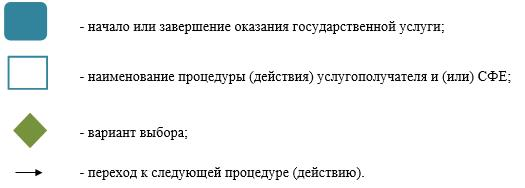 - начало или завершение оказания государственной услуги;
- наименование процедуры (действия) услугополучателя и (или) СФЕ;
- вариант выбора;
- переход к следующей процедуре (действию).